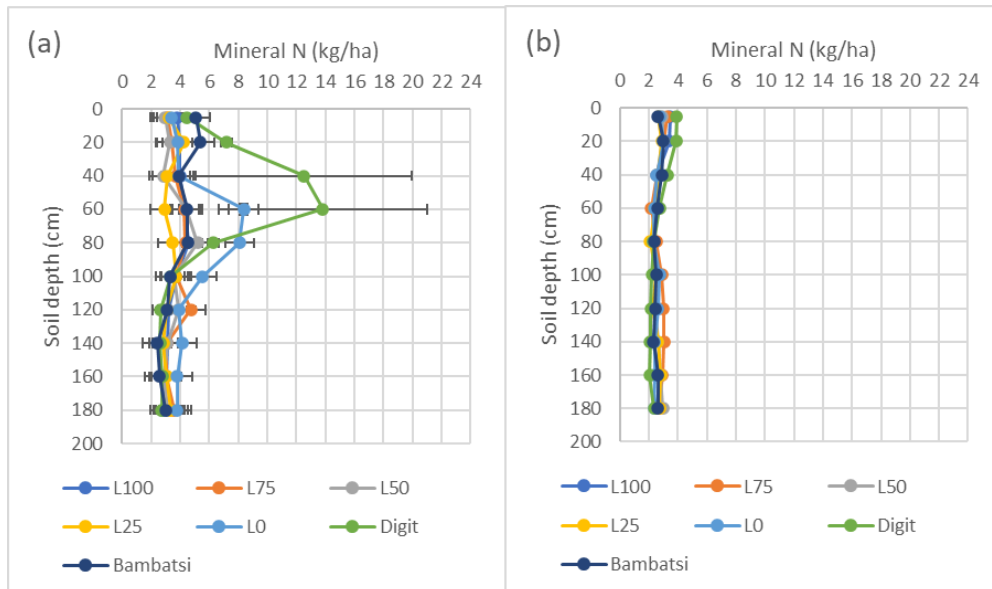 (a)
Mineral N (kg/ha)
0 2 4 6 8 10 12 14 16 18 20 22 24
Soil depth (cm)
0
20
40
60
80
100
120
140
160
180
200
L100 L75 L50
L25 L0 Digit
Bambatsi
(b)
Mineral N (kg/ha)
0 2 4 6 8 10 12 14 16 18 20 22 24
Soil depth (cm)
0
20
40
60
80
100
120
140
160
180
200
L100 L75 L50
L25 L0 Digit
Bambatsi